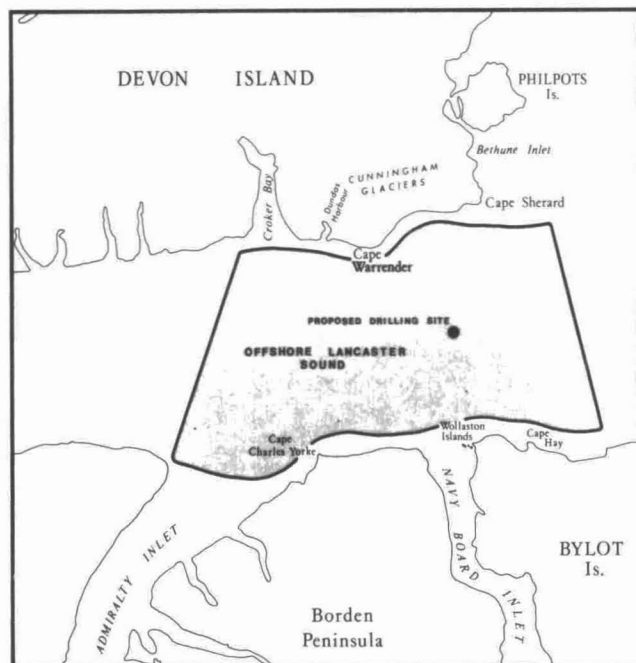 DEVON ISLAND
PHILPOTS
Is.
Bethune Inlet
CUNNINGHAM
GLACIERS
Dundas
Harbour
Croker Bay
Cape Sherard
Cape
Warrender
PROPOSED DRILLING SITE
OFFSHORE LANCASTER
SOUND
Wollaston
Islands
Cape
Hay
Cape
Charles Yorke
NAVY BOARD INLET
ADMIRALTY INLET
BYLOT
Is.
Borden
Peninsula